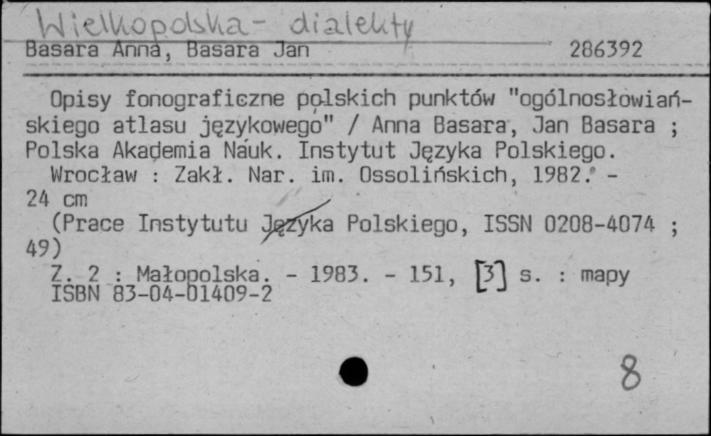 Wielkopolska - dialekty
Basara Anna, Basara Jan 286392
Opisy fonograficzne polskich punktów "ogólnosłowiań-
skiego atlasu językowego" / Anna Basara, Jan Basara ;
Polska Akademia Nauk. Instytut Języka Polskiego.
Wrocław : Zakł. Nar. im. Ossolińskich, 1982. -
24 cm
(Prace Instytutu Języka Polskiego, ISSN 0208-4074 ;
49)
Z. 2 : Małopolska. - 1983. - 151, [3] s. : mapy
ISBN 83-04-01409-2
8